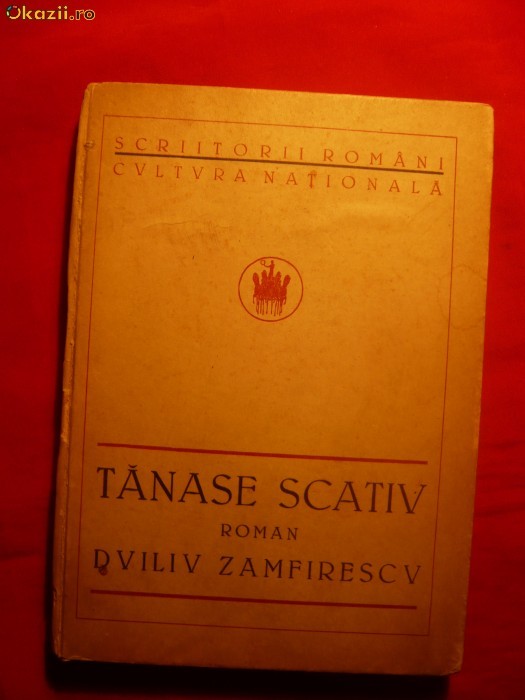 Okazii.ro
SCRIITORII ROMÂNI
CVLTVRA NAȚIONALĂ
TĂNASE SCATIV
ROMAN
DVILIV ZAMFIRESCV